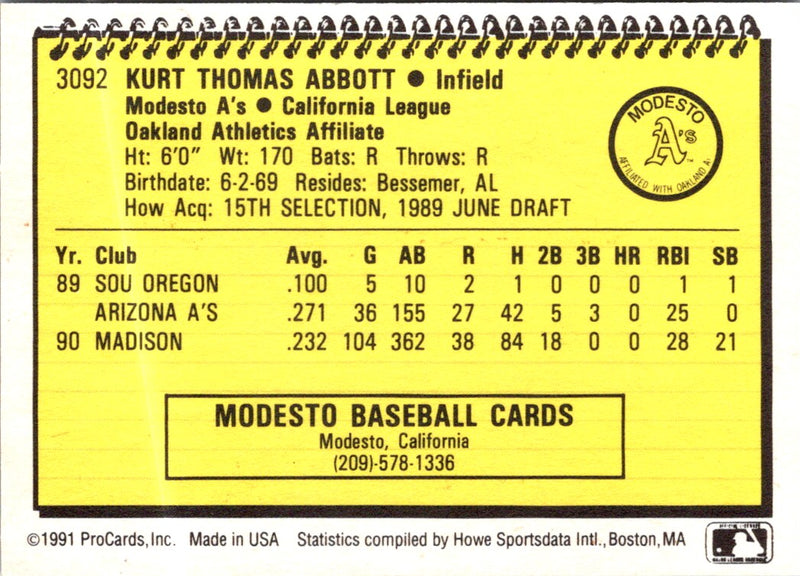 3092 KURT THOMAS ABBOTT ● Infield
Modesto A's ● California League
Oakland Athletics Affiliate
Ht: 6'0" Wt: 170 Bats: R Throws: R
Birthdate: 6-2-69 Resides: Bessemer, AL
How Acq: 15TH SELECTION, 1989 JUNE DRAFT
MODESTO
A's
TM
AFFILIATED WITH OAKLAND A's
Yr. Club Avg. G AB R H 2B 3B HR RBI SB
89 SOU OREGON .100 5 10 2 1 0 0 0 1 1
ARIZONA A'S .271 36 155 27 42 5 3 0 25 0
90 MADISON .232 104 362 38 84 18 0 0 28 21
MODESTO BASEBALL CARDS
Modesto, California
(209)-578-1336
©1991 ProCards, Inc. Made in USA Statistics compiled by Howe Sportsdata Intl., Boston, MA